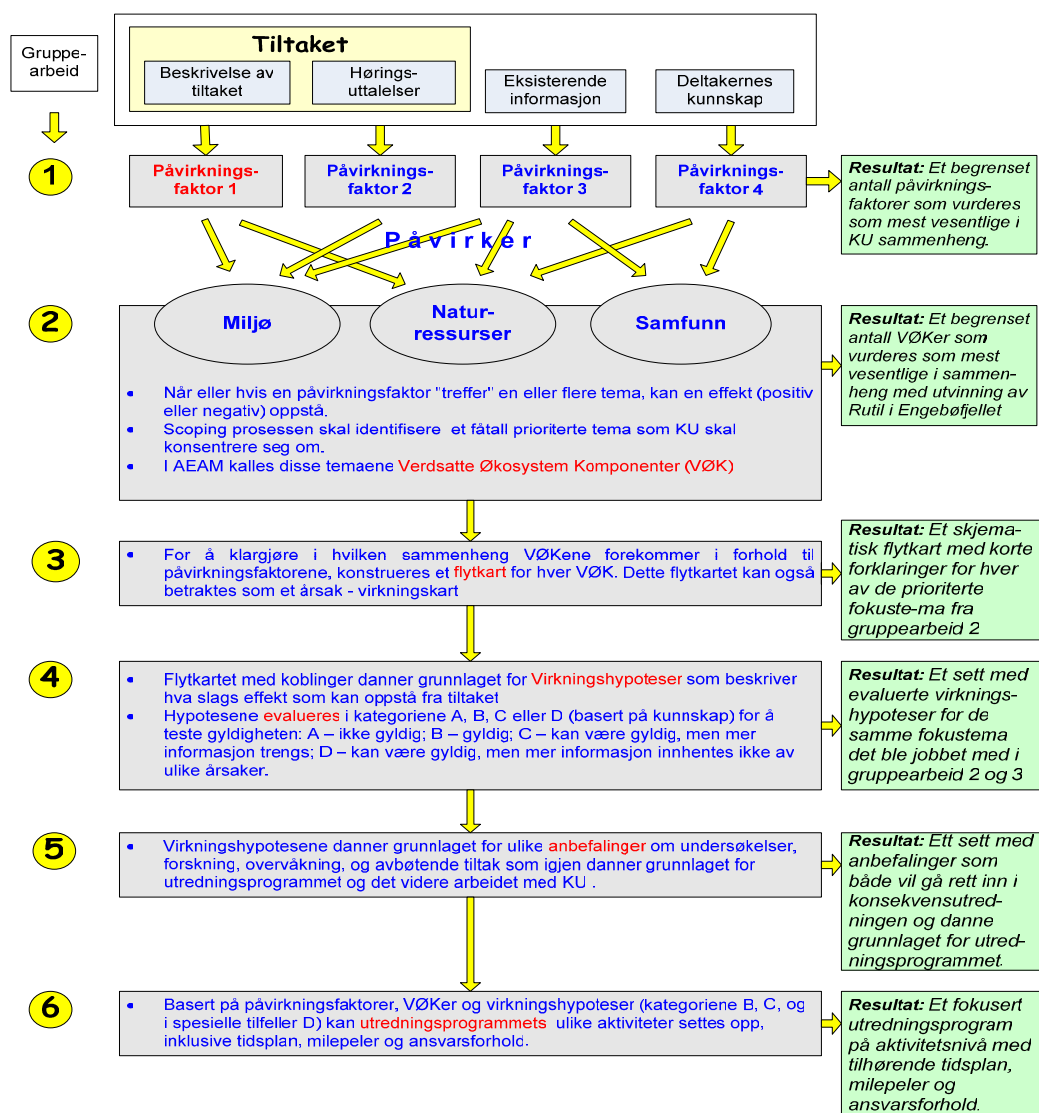 Gruppe-
arbeid
Tiltaket
Beskrivelse av
tiltaket
Hørings-
uttalelser
Eksisterende
informasjon
Deltakernes
kunnskap
1
Påvirknings-
faktor 1
Påvirknings-
faktor 2
Påvirknings-
faktor 3
Påvirknings-
faktor 4
Resultat: Et begrenset
antall påvirknings-
faktorer som vurderes
som mest vesentlige i
KU sammenheng.
Påvirker
2
Miljø
Natur-
ressurser
Samfunn
• Når eller hvis en påvirkningsfaktor "treffer" en eller flere tema, kan en effekt (positiv
eller negativ) oppstå.
• Scoping prosessen skal identifisere et fåtall prioriterte tema som KU skal
konsentrere seg om.
• I AEAM kalles disse temaene Verdsatte Økosystem Komponenter (VØK)
Resultat: Et begrenset
antall VØKer som
vurderes som mest
vesentlige i sammen-
heng med utvinning av
Rutil i Engebøfjellet
3
• For å klargjøre i hvilken sammenheng VØKene forekommer i forhold til
påvirkningsfaktorene, konstrueres et flytkart for hver VØK. Dette flytkartet kan også
betraktes som et årsak - virkningskart
Resultat: Et skjema-
tisk flytkart med korte
forklaringer for hver
av de prioriterte
fokuste-ma fra
gruppearbeid 2
4
• Flytkartet med koblinger danner grunnlaget for Virkningshypoteser som beskriver
hva slags effekt som kan oppstå fra tiltaket
• Hypotesene evalueres i kategoriene A, B, C eller D (basert på kunnskap) for å
teste gyldigheten: A – ikke gyldig; B – gyldig; C – kan være gyldig, men mer
informasjon trengs; D – kan være gyldig, men mer informasjon innhentes ikke av
ulike årsaker.
Resultat: Et sett med
evaluerte virknings-
hypoteser for de
samme fokustema
det ble jobbet med i
gruppearbeid 2 og 3
5
• Virkningshypotesene danner grunnlaget for ulike anbefalinger om undersøkelser,
forskning, overvåkning, og avbøtende tiltak som igjen danner grunnlaget for
utredningsprogrammet og det videre arbeidet med KU .
Resultat: Ett sett med
anbefalinger som
både vil gå rett inn i
konsekvensutred-
ningen og danne
grunnlaget for utred-
ningsprogrammet.
6
• Basert på påvirkningsfaktorer, VØKer og virkningshypoteser (kategoriene B, C, og
i spesielle tilfeller D) kan utredningsprogrammets ulike aktiviteter settes opp,
inklusive tidsplan, milepeler og ansvarsforhold.
Resultat: Et fokusert
utredningsprogram
på aktivitetsnivå med
tilhørende tidsplan,
milepeler og
ansvarsforhold.